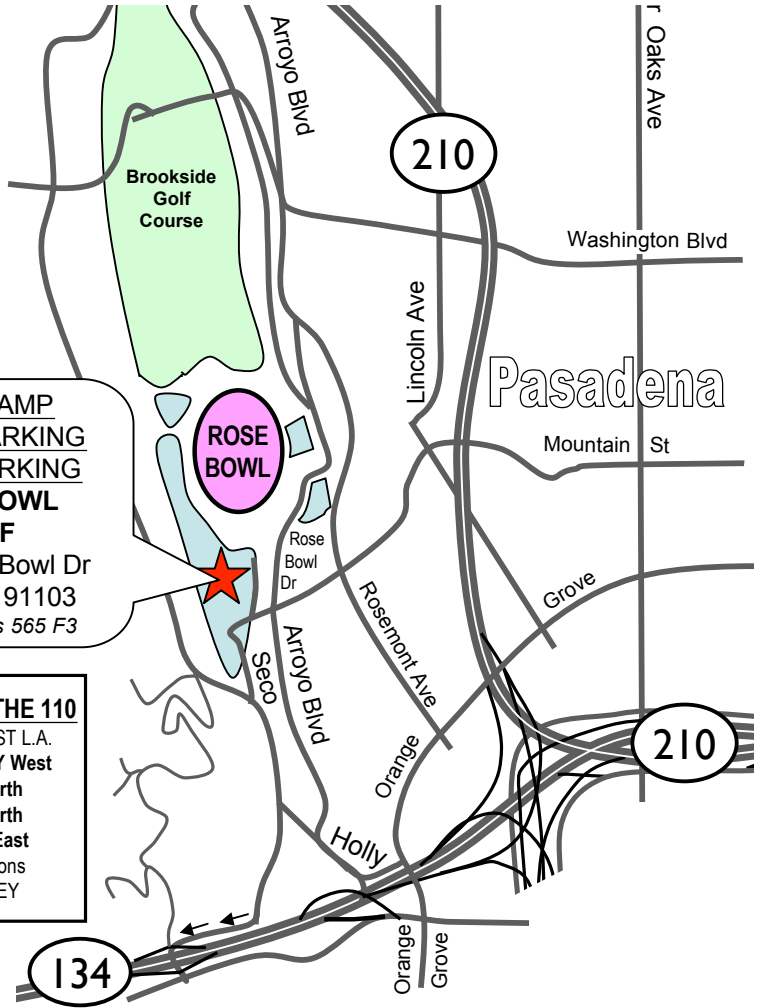 Arroyo Blvd
r Oaks Ave
210
Brookside
Golf
Course
Washington Blvd
Lincoln Ave
Pasadena
AMP
ARKING
ARKING
OWL
F
Bowl Dr
91103
s 565 F3
ROSE
BOWL
Mountain St
Rose
Bowl
Dr
Grove
Rosemont Ave
Seco
Arroyo Blvd
Orange
THE 110
ST L.A.
Y West
rth
rth
East
ons
EY
210
Holly
Orange
Grove
134